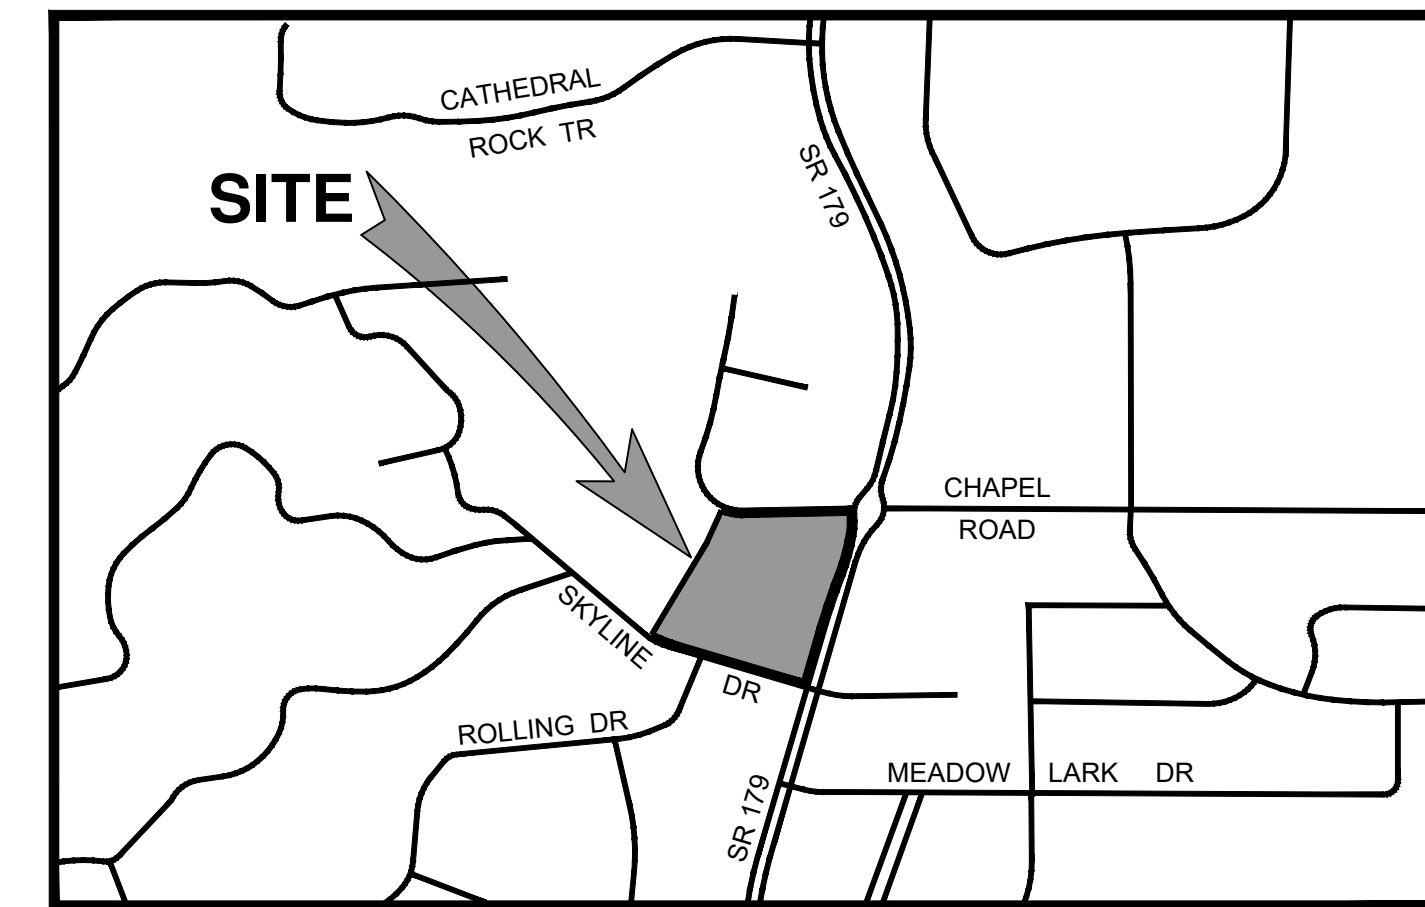 CATHEDRAL
ROCK TR
SITE
SR 179
CHAPEL
ROAD
SKYLINE
DR
ROLLING DR
MEADOW LARK DR
SR 179